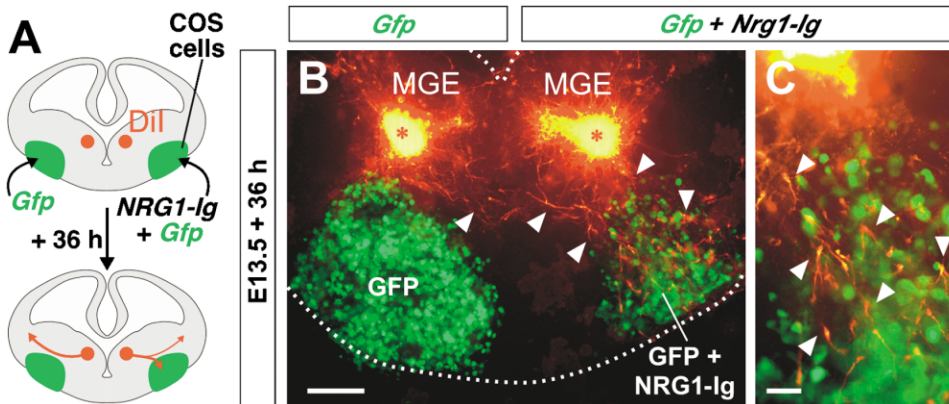 A
COS
cells
DiI
Gfp
NRG1-Ig
+ Gfp
+ 36 h
E13.5 + 36 h
Gfp
Gfp + Nrg1-Ig
B
MGE
MGE
*
*
GFP
GFP +
NRG1-Ig
C